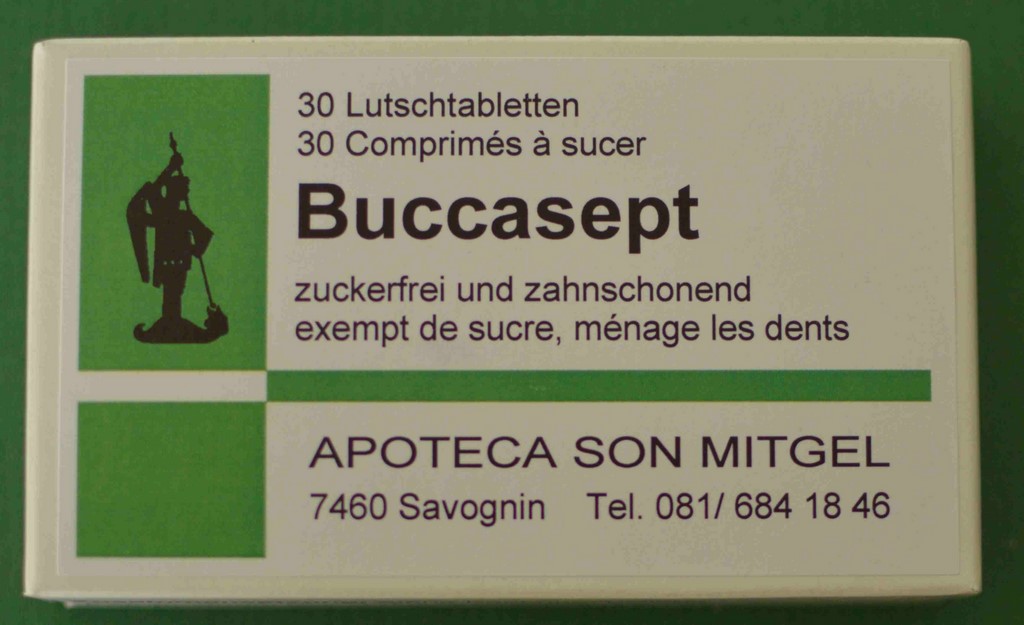 30 Lutschtabletten
30 Comprimés à sucer
Buccasept
zuckerfrei und zahnschonend
exempt de sucre, ménage les dents
APOTECA SON MITGEL
7460 Savognin Tel. 081/ 684 18 46